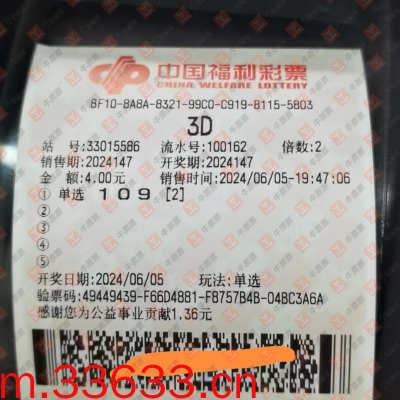 中国福利彩票
CHINA WELFARE LOTTERY
BF10-8A8A-8321-99C0-C919-8115-5803
3D
站 号:33015586 流水号:100162 倍数:2
销售期:2024147 开奖期:2024147
金 额:4.00元 销售时间:2024/06/05-19:47:06
① 单选 1 0 9 [2]
②
③
④
⑤
开奖日期:2024/06/05 玩法:单选
验票码:49449439-F66D4881-F8757B4B-04BC3A6A
感谢您为公益事业贡献1.36元
m.33633.cn